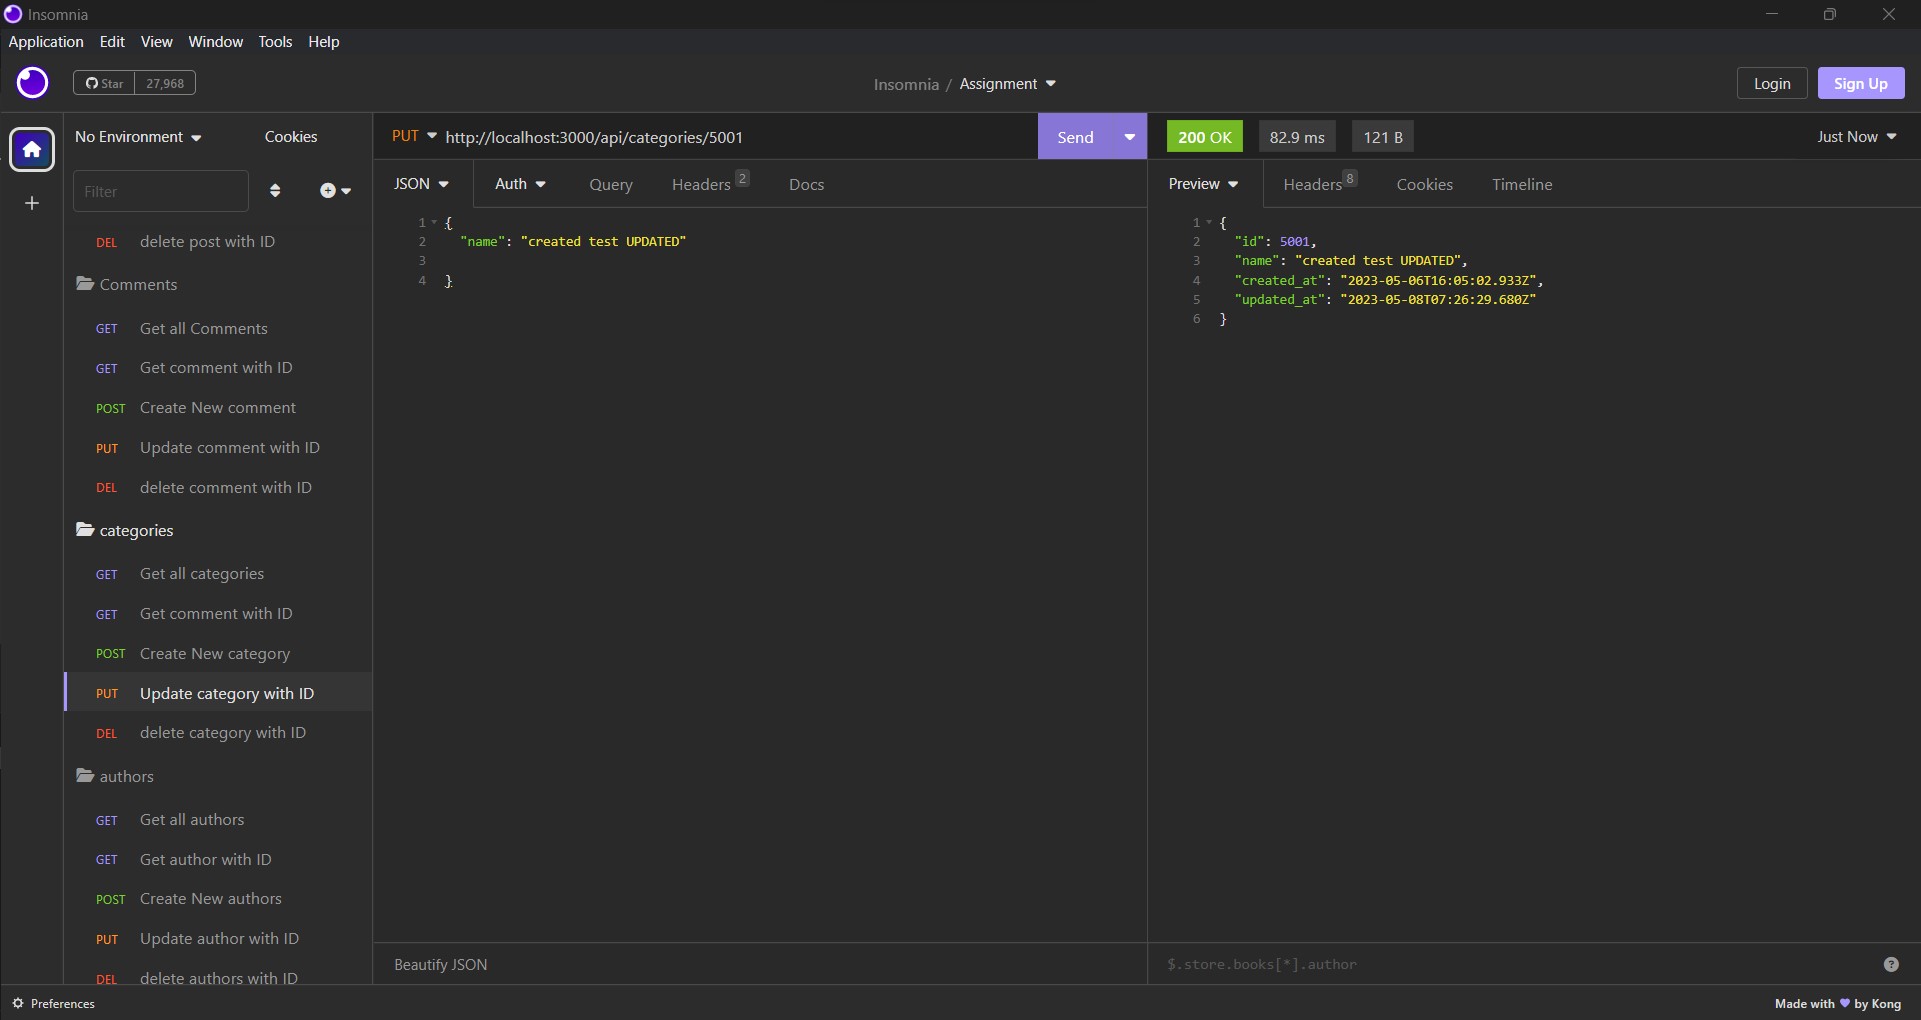 Insomnia
Application Edit View Window Tools Help
Star 27,968
Insomnia / Assignment
Login Sign Up
No Environment Cookies
Filter
DEL delete post with ID
Comments
GET Get all Comments
GET Get comment with ID
POST Create New comment
PUT Update comment with ID
DEL delete comment with ID
categories
GET Get all categories
GET Get comment with ID
POST Create New category
PUT Update category with ID
DEL delete category with ID
authors
GET Get all authors
GET Get author with ID
POST Create New authors
PUT Update author with ID
DEL delete authors with ID
PUT http://localhost:3000/api/categories/5001 Send
JSON Auth Query Headers 2 Docs
1 {
2 "name": "created test UPDATED"
3
4 }
Beautify JSON
200 OK 82.9 ms 121 B Just Now
Preview Headers 8 Cookies Timeline
1 {
2 "id": 5001,
3 "name": "created test UPDATED",
4 "created_at": "2023-05-06T16:05:02.933Z",
5 "updated_at": "2023-05-08T07:26:29.680Z"
6 }
$.store.books[*].author ?
Preferences
Made with 💜 by Kong